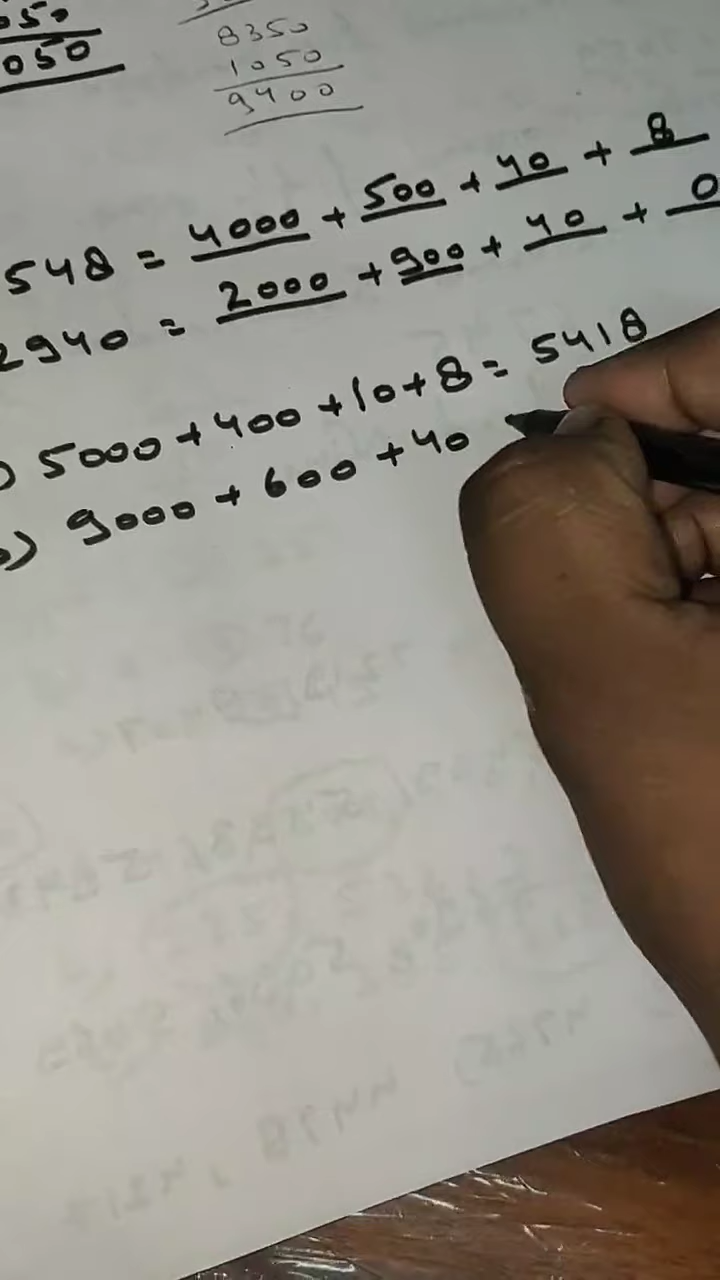 050
050
8350
1050
9400
548 = 4000 + 500 + 40 + 8
2940 = 2000 + 900 + 40 + 0
) 5000 + 400 + 10 + 8 = 5418
) 9000 + 600 + 40